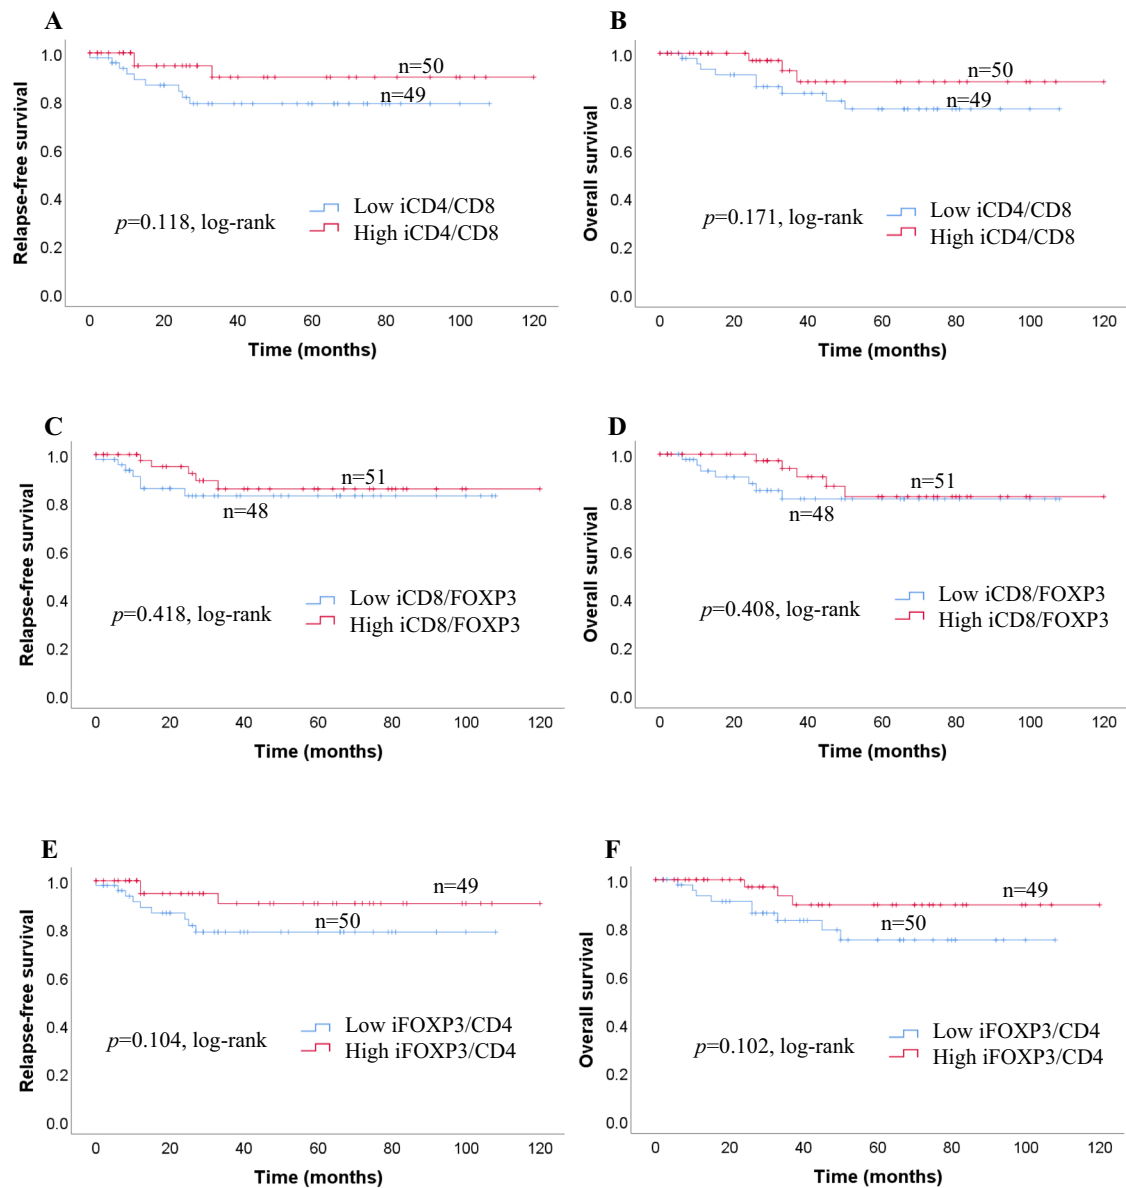 A
Relapse-free survival
1.0
0.8
0.6
0.4
0.2
0.0
n=50
n=49
p=0.118, log-rank
Low iCD4/CD8
High iCD4/CD8
0 20 40 60 80 100 120
Time (months)
B
Overall survival
1.0
0.8
0.6
0.4
0.2
0.0
n=50
n=49
p=0.171, log-rank
Low iCD4/CD8
High iCD4/CD8
0 20 40 60 80 100 120
Time (months)
C
Relapse-free survival
1.0
0.8
0.6
0.4
0.2
0.0
n=51
n=48
p=0.418, log-rank
Low iCD8/FOXP3
High iCD8/FOXP3
0 20 40 60 80 100 120
Time (months)
D
Overall survival
1.0
0.8
0.6
0.4
0.2
0.0
n=51
n=48
p=0.408, log-rank
Low iCD8/FOXP3
High iCD8/FOXP3
0 20 40 60 80 100 120
Time (months)
E
Relapse-free survival
1.0
0.8
0.6
0.4
0.2
0.0
n=49
n=50
p=0.104, log-rank
Low iFOXP3/CD4
High iFOXP3/CD4
0 20 40 60 80 100 120
Time (months)
F
Overall survival
1.0
0.8
0.6
0.4
0.2
0.0
n=49
n=50
p=0.102, log-rank
Low iFOXP3/CD4
High iFOXP3/CD4
0 20 40 60 80 100 120
Time (months)